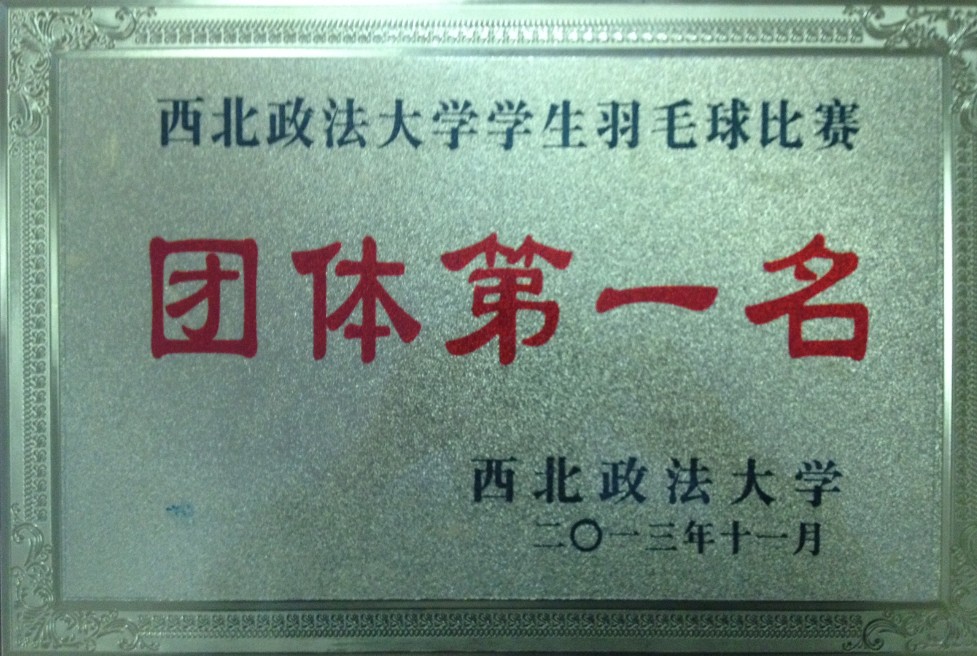 西北政法大学学生羽毛球比赛
团体第一名
西北政法大学
二〇一三年十一月